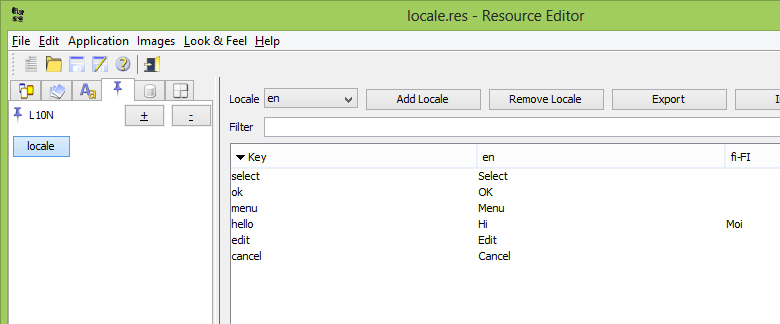 locale.res - Resource Editor
File Edit Application Images Look & Feel Help
L10N + -
locale
Locale en Add Locale Remove Locale Export
Filter
Key en fi-FI
select Select
ok OK
menu Menu
hello Hi Moi
edit Edit
cancel Cancel